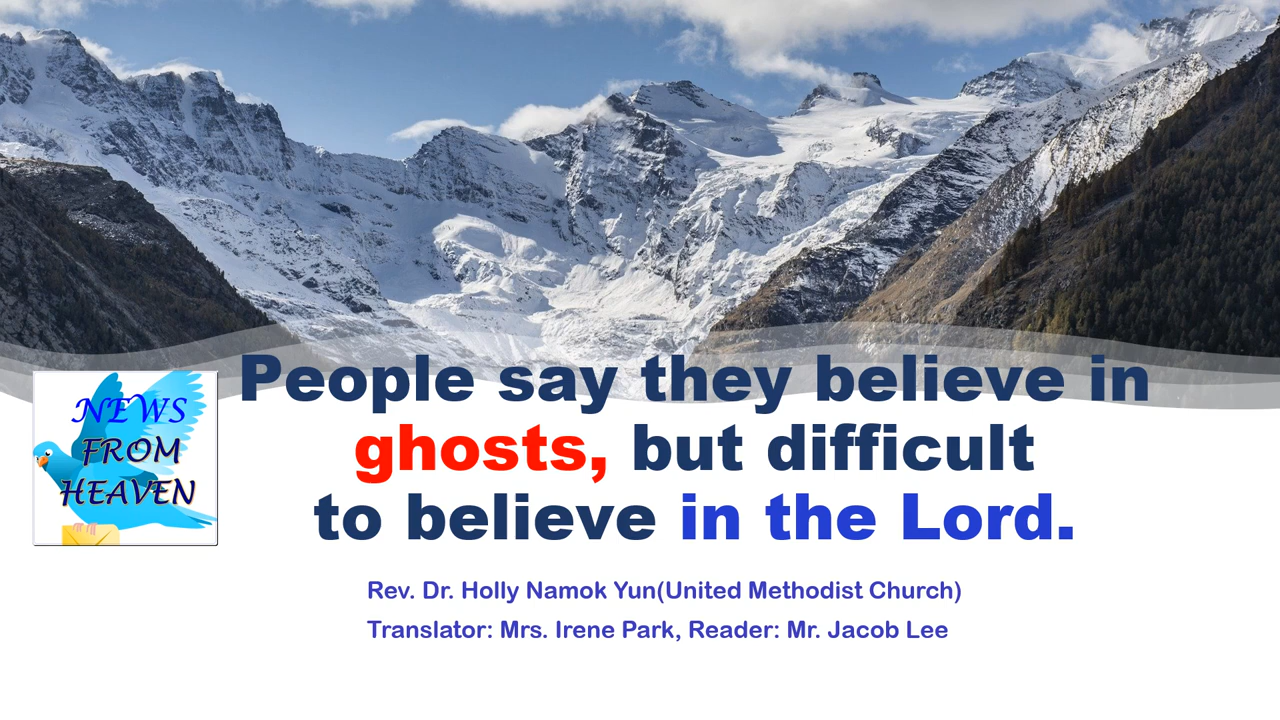 People say they believe in
ghosts, but difficult
to believe in the Lord.
NEWS
FROM
HEAVEN
Rev. Dr. Holly Namok Yun(United Methodist Church)
Translator: Mrs. Irene Park, Reader: Mr. Jacob Lee